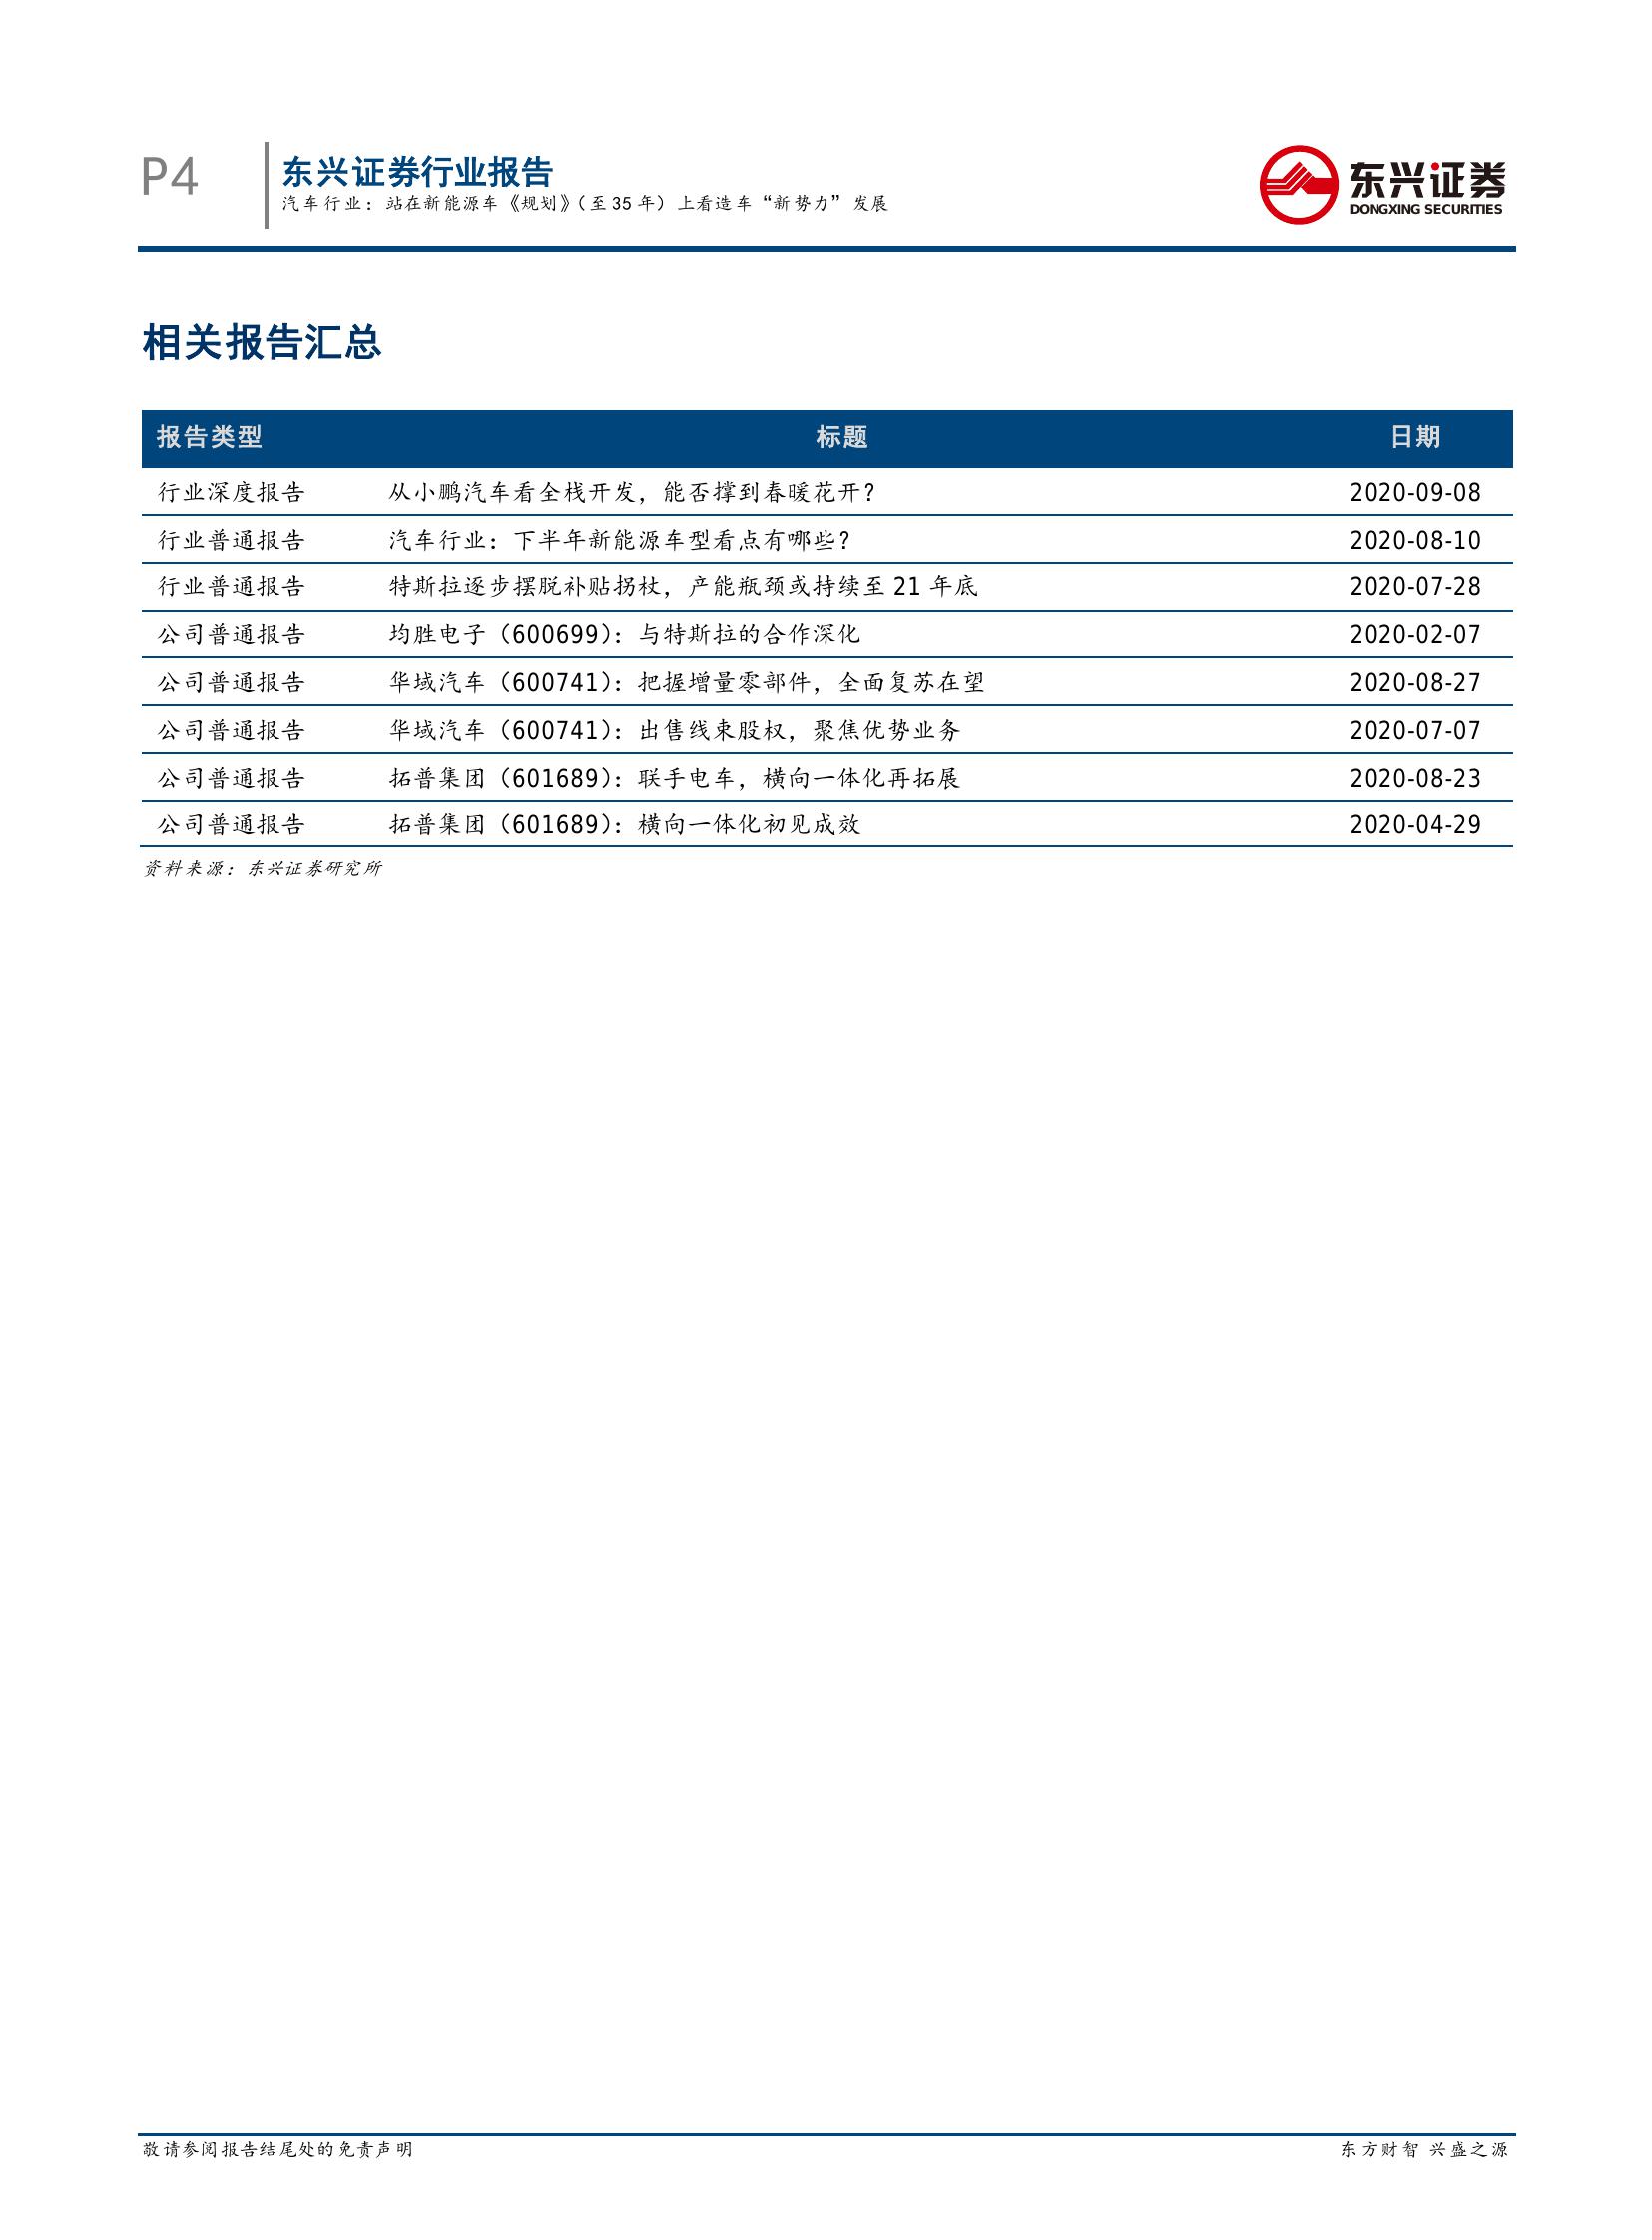 P4
东兴证券行业报告
汽车行业：站在新能源车《规划》（至 35 年）上看造车“新势力”发展
东兴证券
DONGXING SECURITIES
相关报告汇总
报告类型 标题 日期
行业深度报告 从小鹏汽车看全栈开发，能否撑到春暖花开？ 2020-09-08
行业普通报告 汽车行业：下半年新能源车型看点有哪些？ 2020-08-10
行业普通报告 特斯拉逐步摆脱补贴拐杖，产能瓶颈或持续至 21 年底 2020-07-28
公司普通报告 均胜电子（600699）：与特斯拉的合作深化 2020-02-07
公司普通报告 华域汽车（600741）：把握增量零部件，全面复苏在望 2020-08-27
公司普通报告 华域汽车（600741）：出售线束股权，聚焦优势业务 2020-07-07
公司普通报告 拓普集团（601689）：联手电车，横向一体化再拓展 2020-08-23
公司普通报告 拓普集团（601689）：横向一体化初见成效 2020-04-29
资料来源：东兴证券研究所
敬请参阅报告结尾处的免责声明 东方财智 兴盛之源